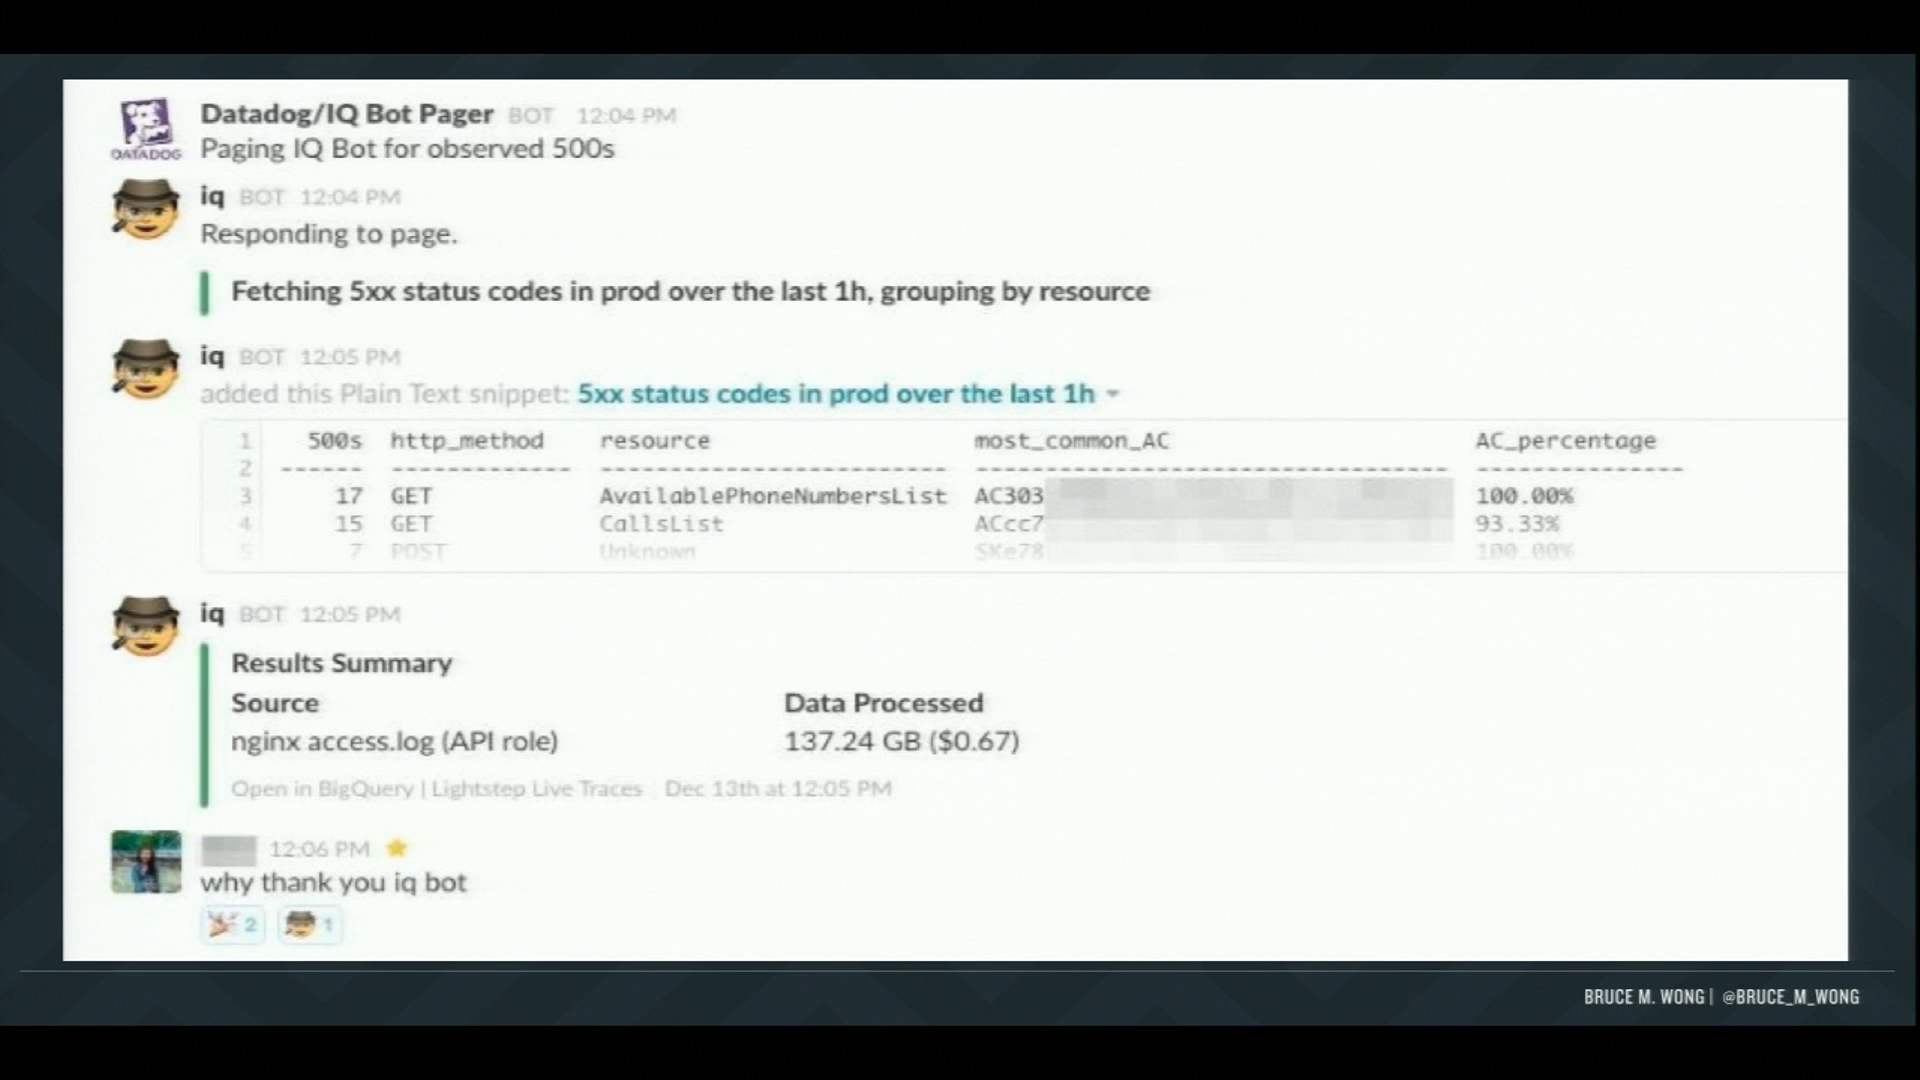 Datadog/IQ Bot Pager BOT 12:04 PM
DATADOG
Paging IQ Bot for observed 500s
iq BOT 12:04 PM
Responding to page.
Fetching 5xx status codes in prod over the last 1h, grouping by resource
iq BOT 12:05 PM
added this Plain Text snippet: 5xx status codes in prod over the last 1h
1 500s http_method resource most_common_AC AC_percentage
2 ------ ------------- ------------------------- ---------------------------------- ---------------
3 17 GET AvailablePhoneNumbersList AC303 100.00%
4 15 GET CallsList ACcc7 93.33%
5 7 POST Unknown SKe78 100.00%
iq BOT 12:05 PM
Results Summary
Source Data Processed
nginx access.log (API role) 137.24 GB ($0.67)
Open in BigQuery | Lightstep Live Traces | Dec 13th at 12:05 PM
12:06 PM
why thank you iq bot
2 1
BRUCE M. WONG | @BRUCE_M_WONG